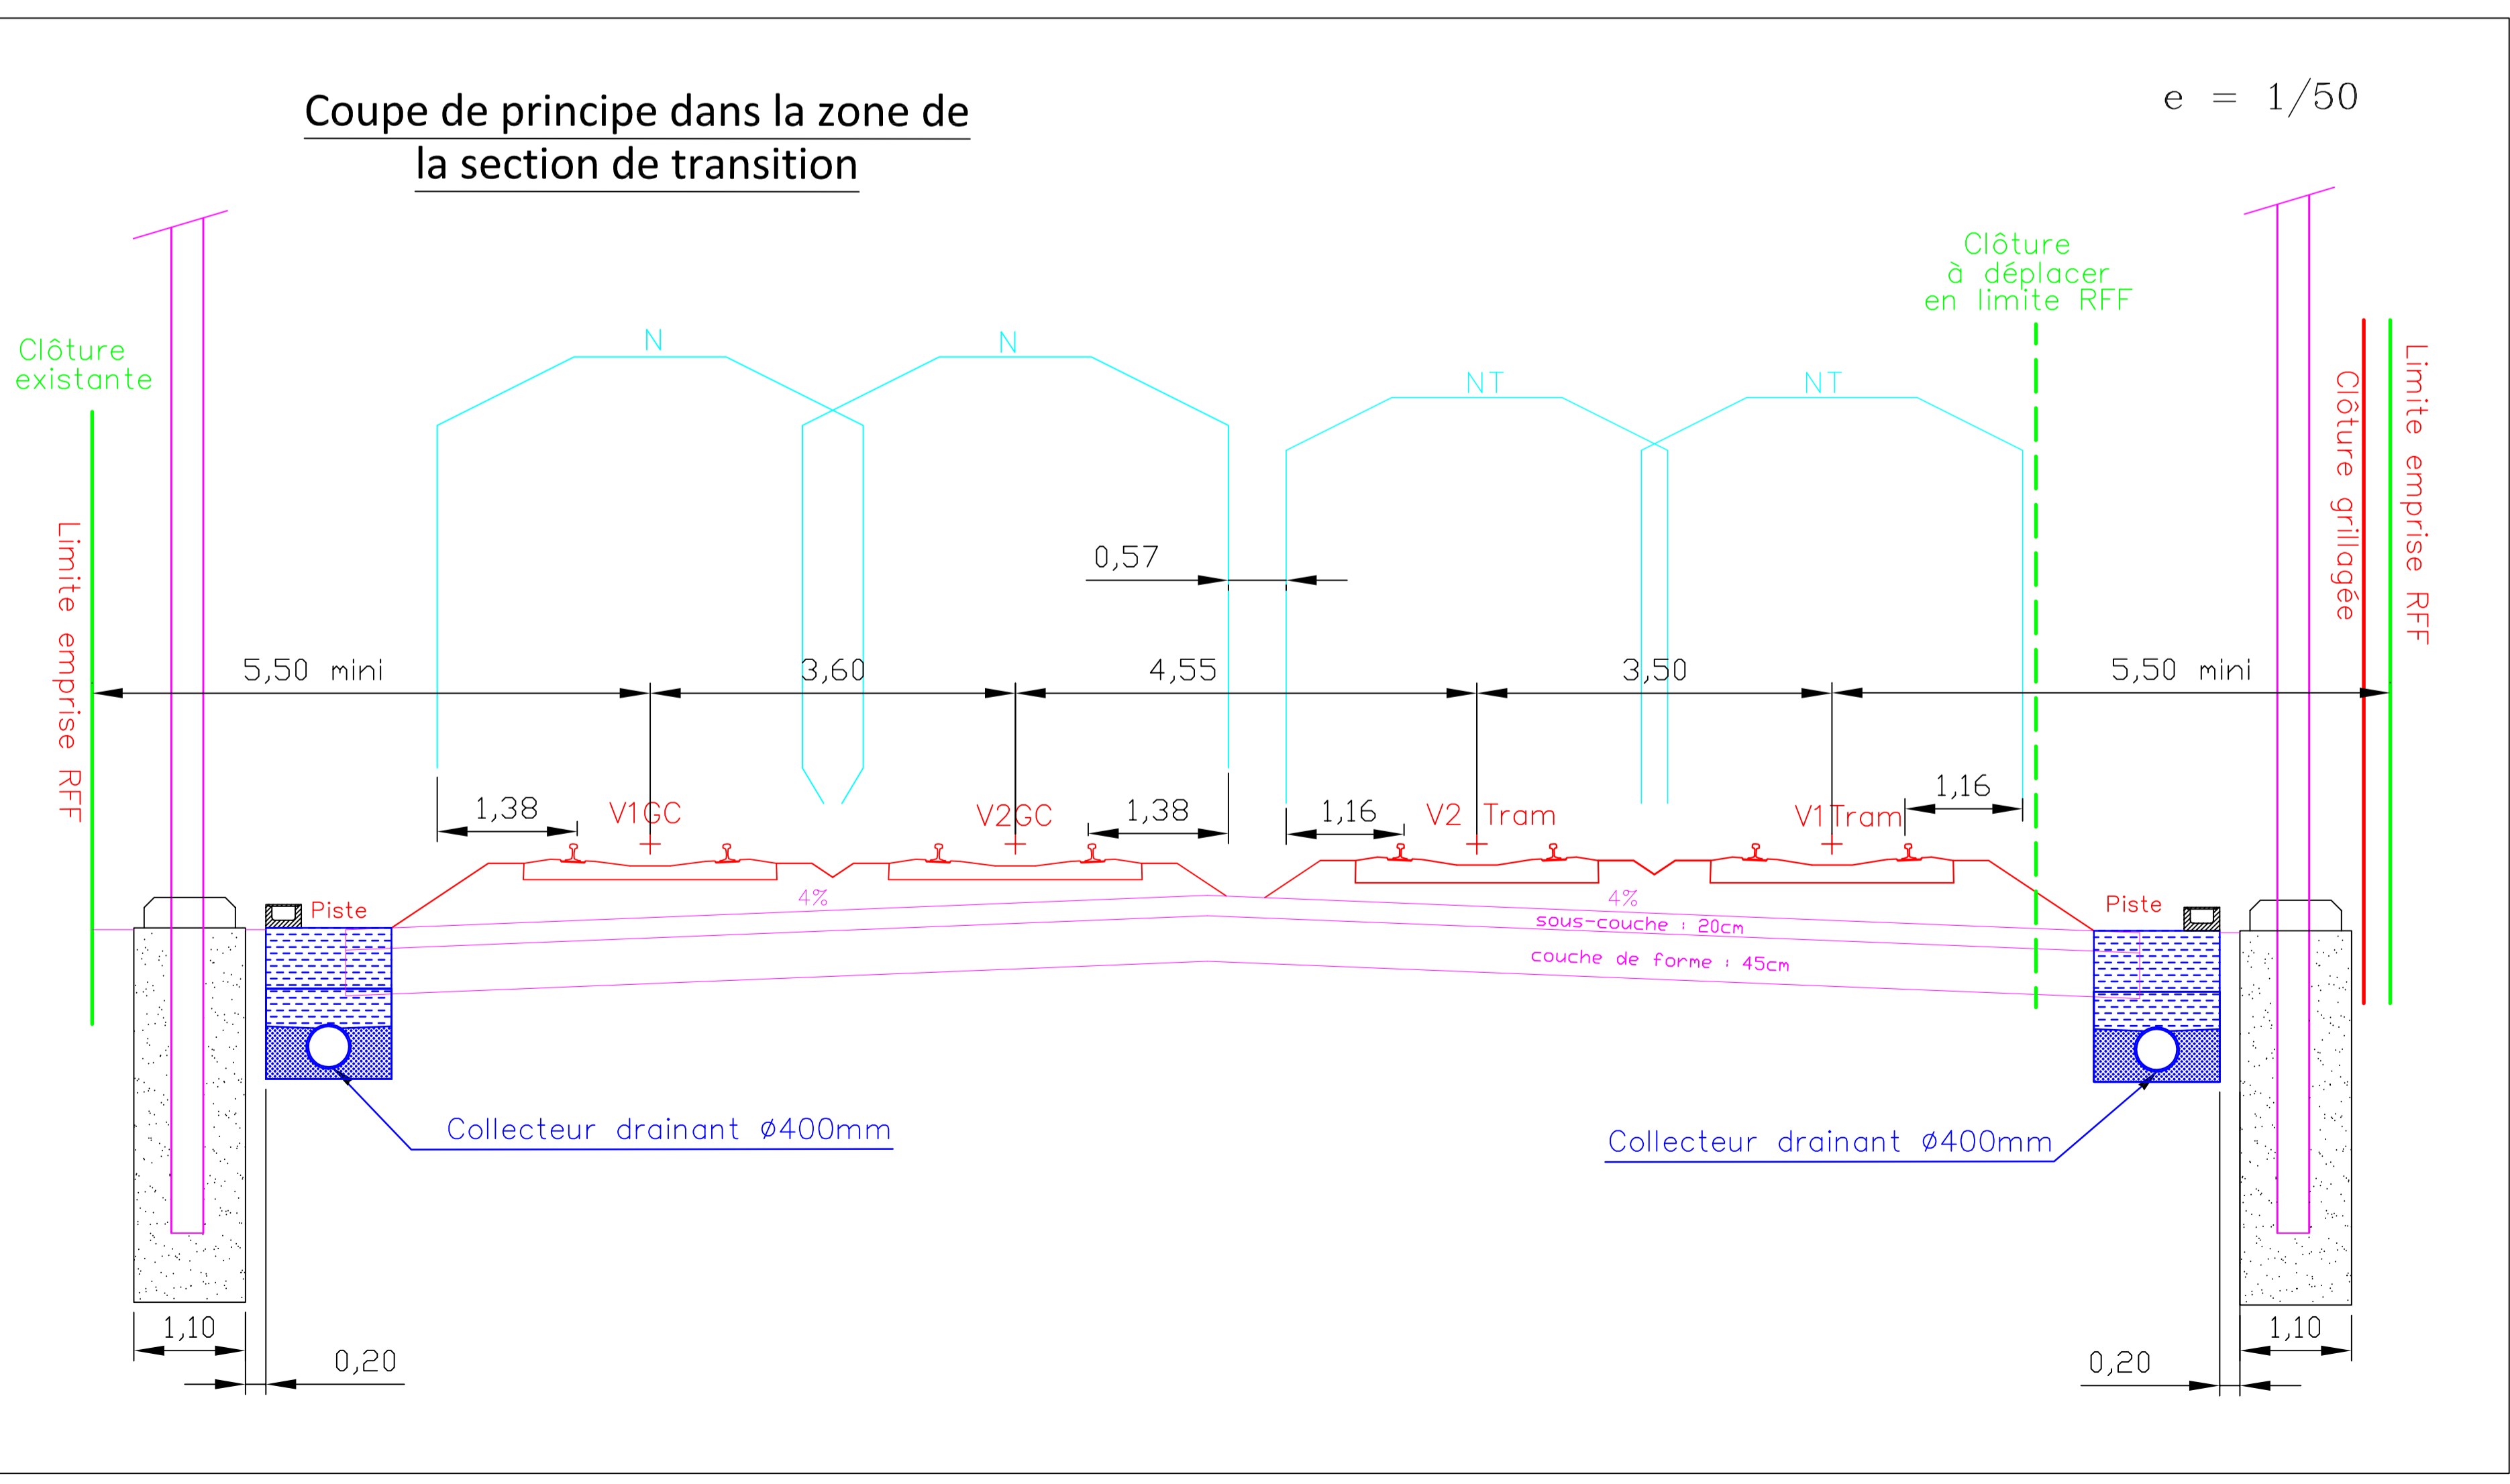 Coupe de principe dans la zone de
la section de transition
e = 1/50
Clôture
à déplacer
en limite RFF
Clôture
existante
N
N
NT
NT
Limite emprise RFF
Clôture grillagée
Limite emprise RFF
0,57
5,50 mini
3,60
4,55
3,50
5,50 mini
1,38
V1GC
V2GC
1,38
1,16
V2 Tram
V1Tram
1,16
Piste
4%
4%
Piste
sous-couche : 20cm
couche de forme : 45cm
Collecteur drainant Ø400mm
Collecteur drainant Ø400mm
1,10
0,20
0,20
1,10